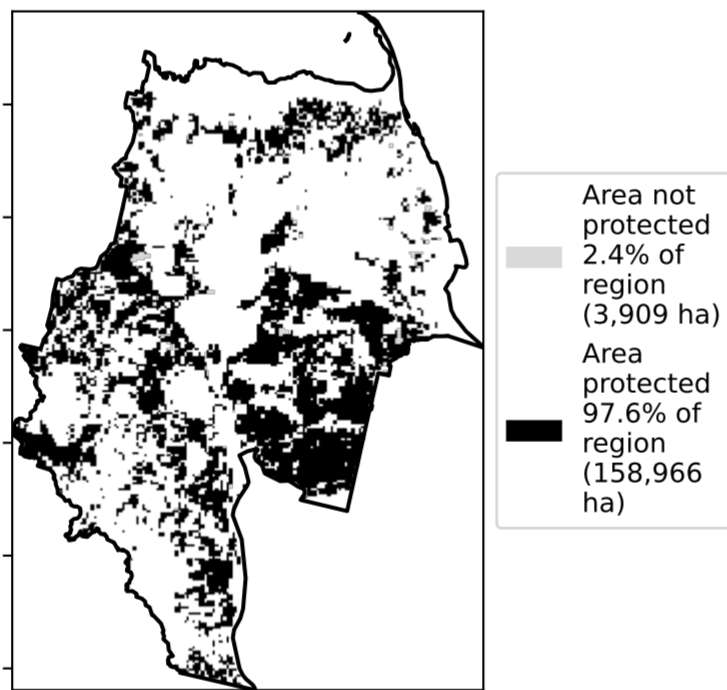 Area not
protected
2.4% of
region
(3,909 ha)
Area
protected
97.6% of
region
(158,966
ha)